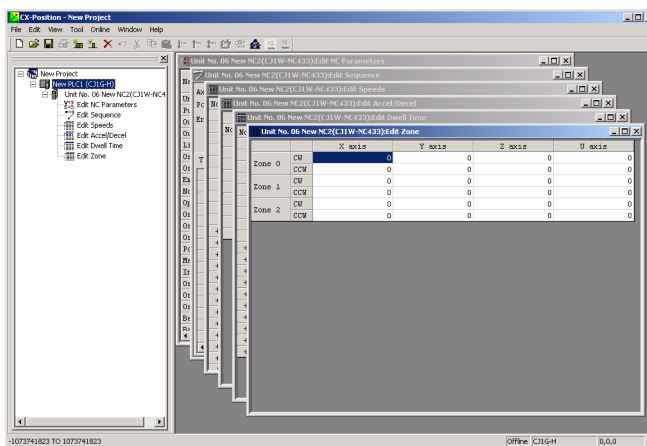 CX-Position - New Project
File Edit View Tool Online Window Help
New Project
New PLC1 (CJ1G-H)
Unit No. 06 New NC2(CJ1W-NC4
Edit NC Parameters
Edit Sequence
Edit Speeds
Edit Accel/Decel
Edit Dwell Time
Edit Zone
Unit No. 06 New NC2(CJ1W-NC433):Edit NC Parameters
Unit No. 06 New NC2(CJ1W-NC433):Edit Sequence
Unit No. 06 New NC2(CJ1W-NC433):Edit Speeds
Unit No. 06 New NC2(CJ1W-NC433):Edit Accel/Decel
Unit No. 06 New NC2(CJ1W-NC433):Edit Dwell Time
Unit No. 06 New NC2(CJ1W-NC433):Edit Zone
X axis Y axis Z axis U axis
Zone 0 CW 0 0 0 0
CCW 0 0 0 0
Zone 1 CW 0 0 0 0
CCW 0 0 0 0
Zone 2 CW 0 0 0 0
CCW 0 0 0 0
-1073741823 TO 1073741823 Offline CJ1G-H 0,0,0